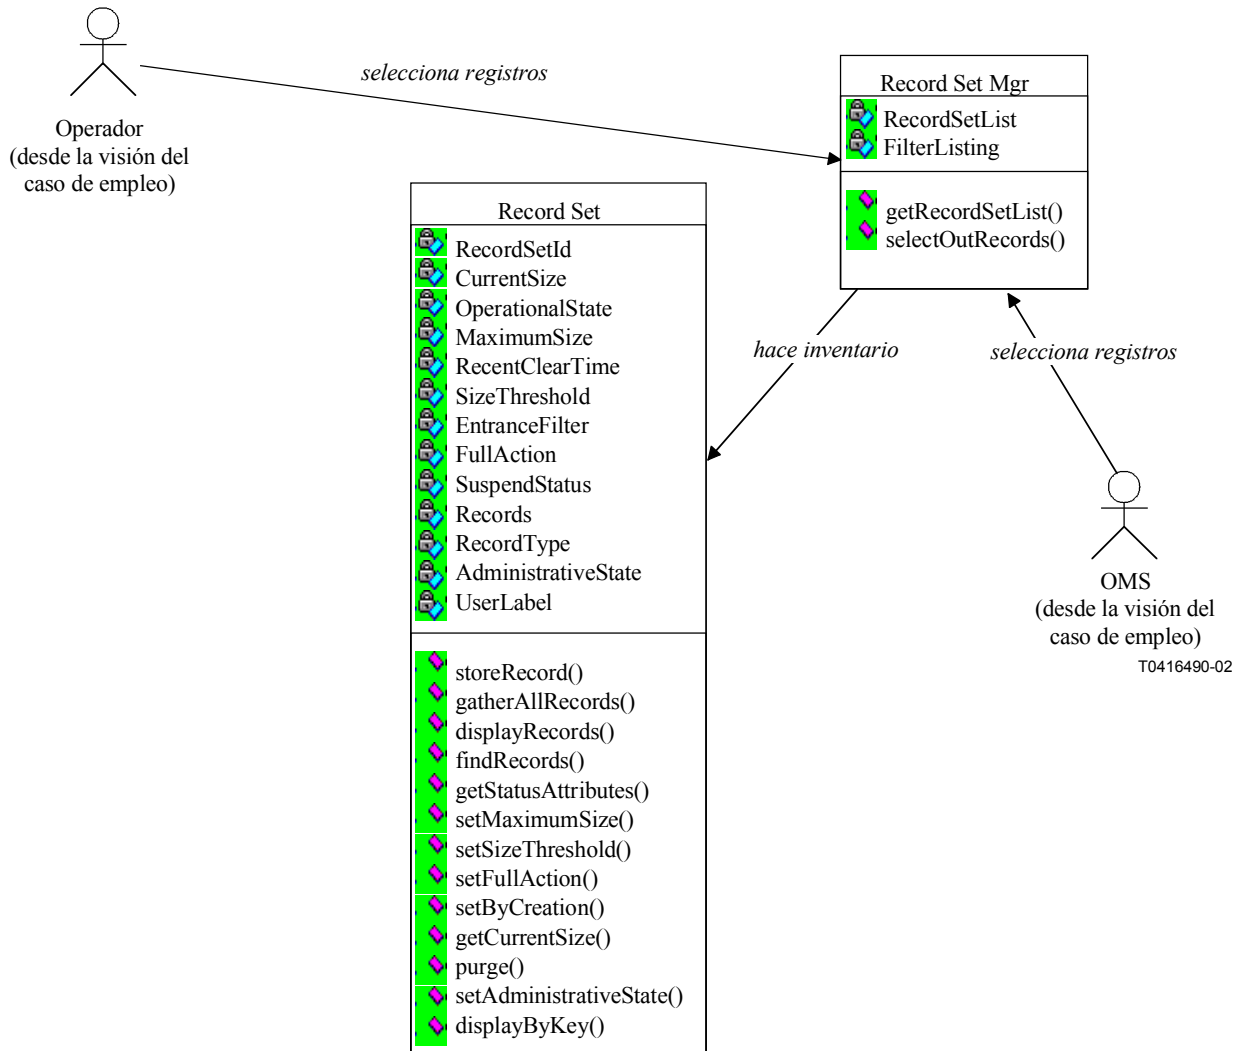 Operador
(desde la visión del
caso de empleo)
selecciona registros
Record Set Mgr
RecordSetList
FilterListing
getRecordSetList()
selectOutRecords()
Record Set
RecordSetId
CurrentSize
OperationalState
MaximumSize
RecentClearTime
SizeThreshold
EntranceFilter
FullAction
SuspendStatus
Records
RecordType
AdministrativeState
UserLabel
storeRecord()
gatherAllRecords()
displayRecords()
findRecords()
getStatusAttributes()
setMaximumSize()
setSizeThreshold()
setFullAction()
setByCreation()
getCurrentSize()
purge()
setAdministrativeState()
displayByKey()
hace inventario
selecciona registros
OMS
(desde la visión del
caso de empleo)
T0416490-02